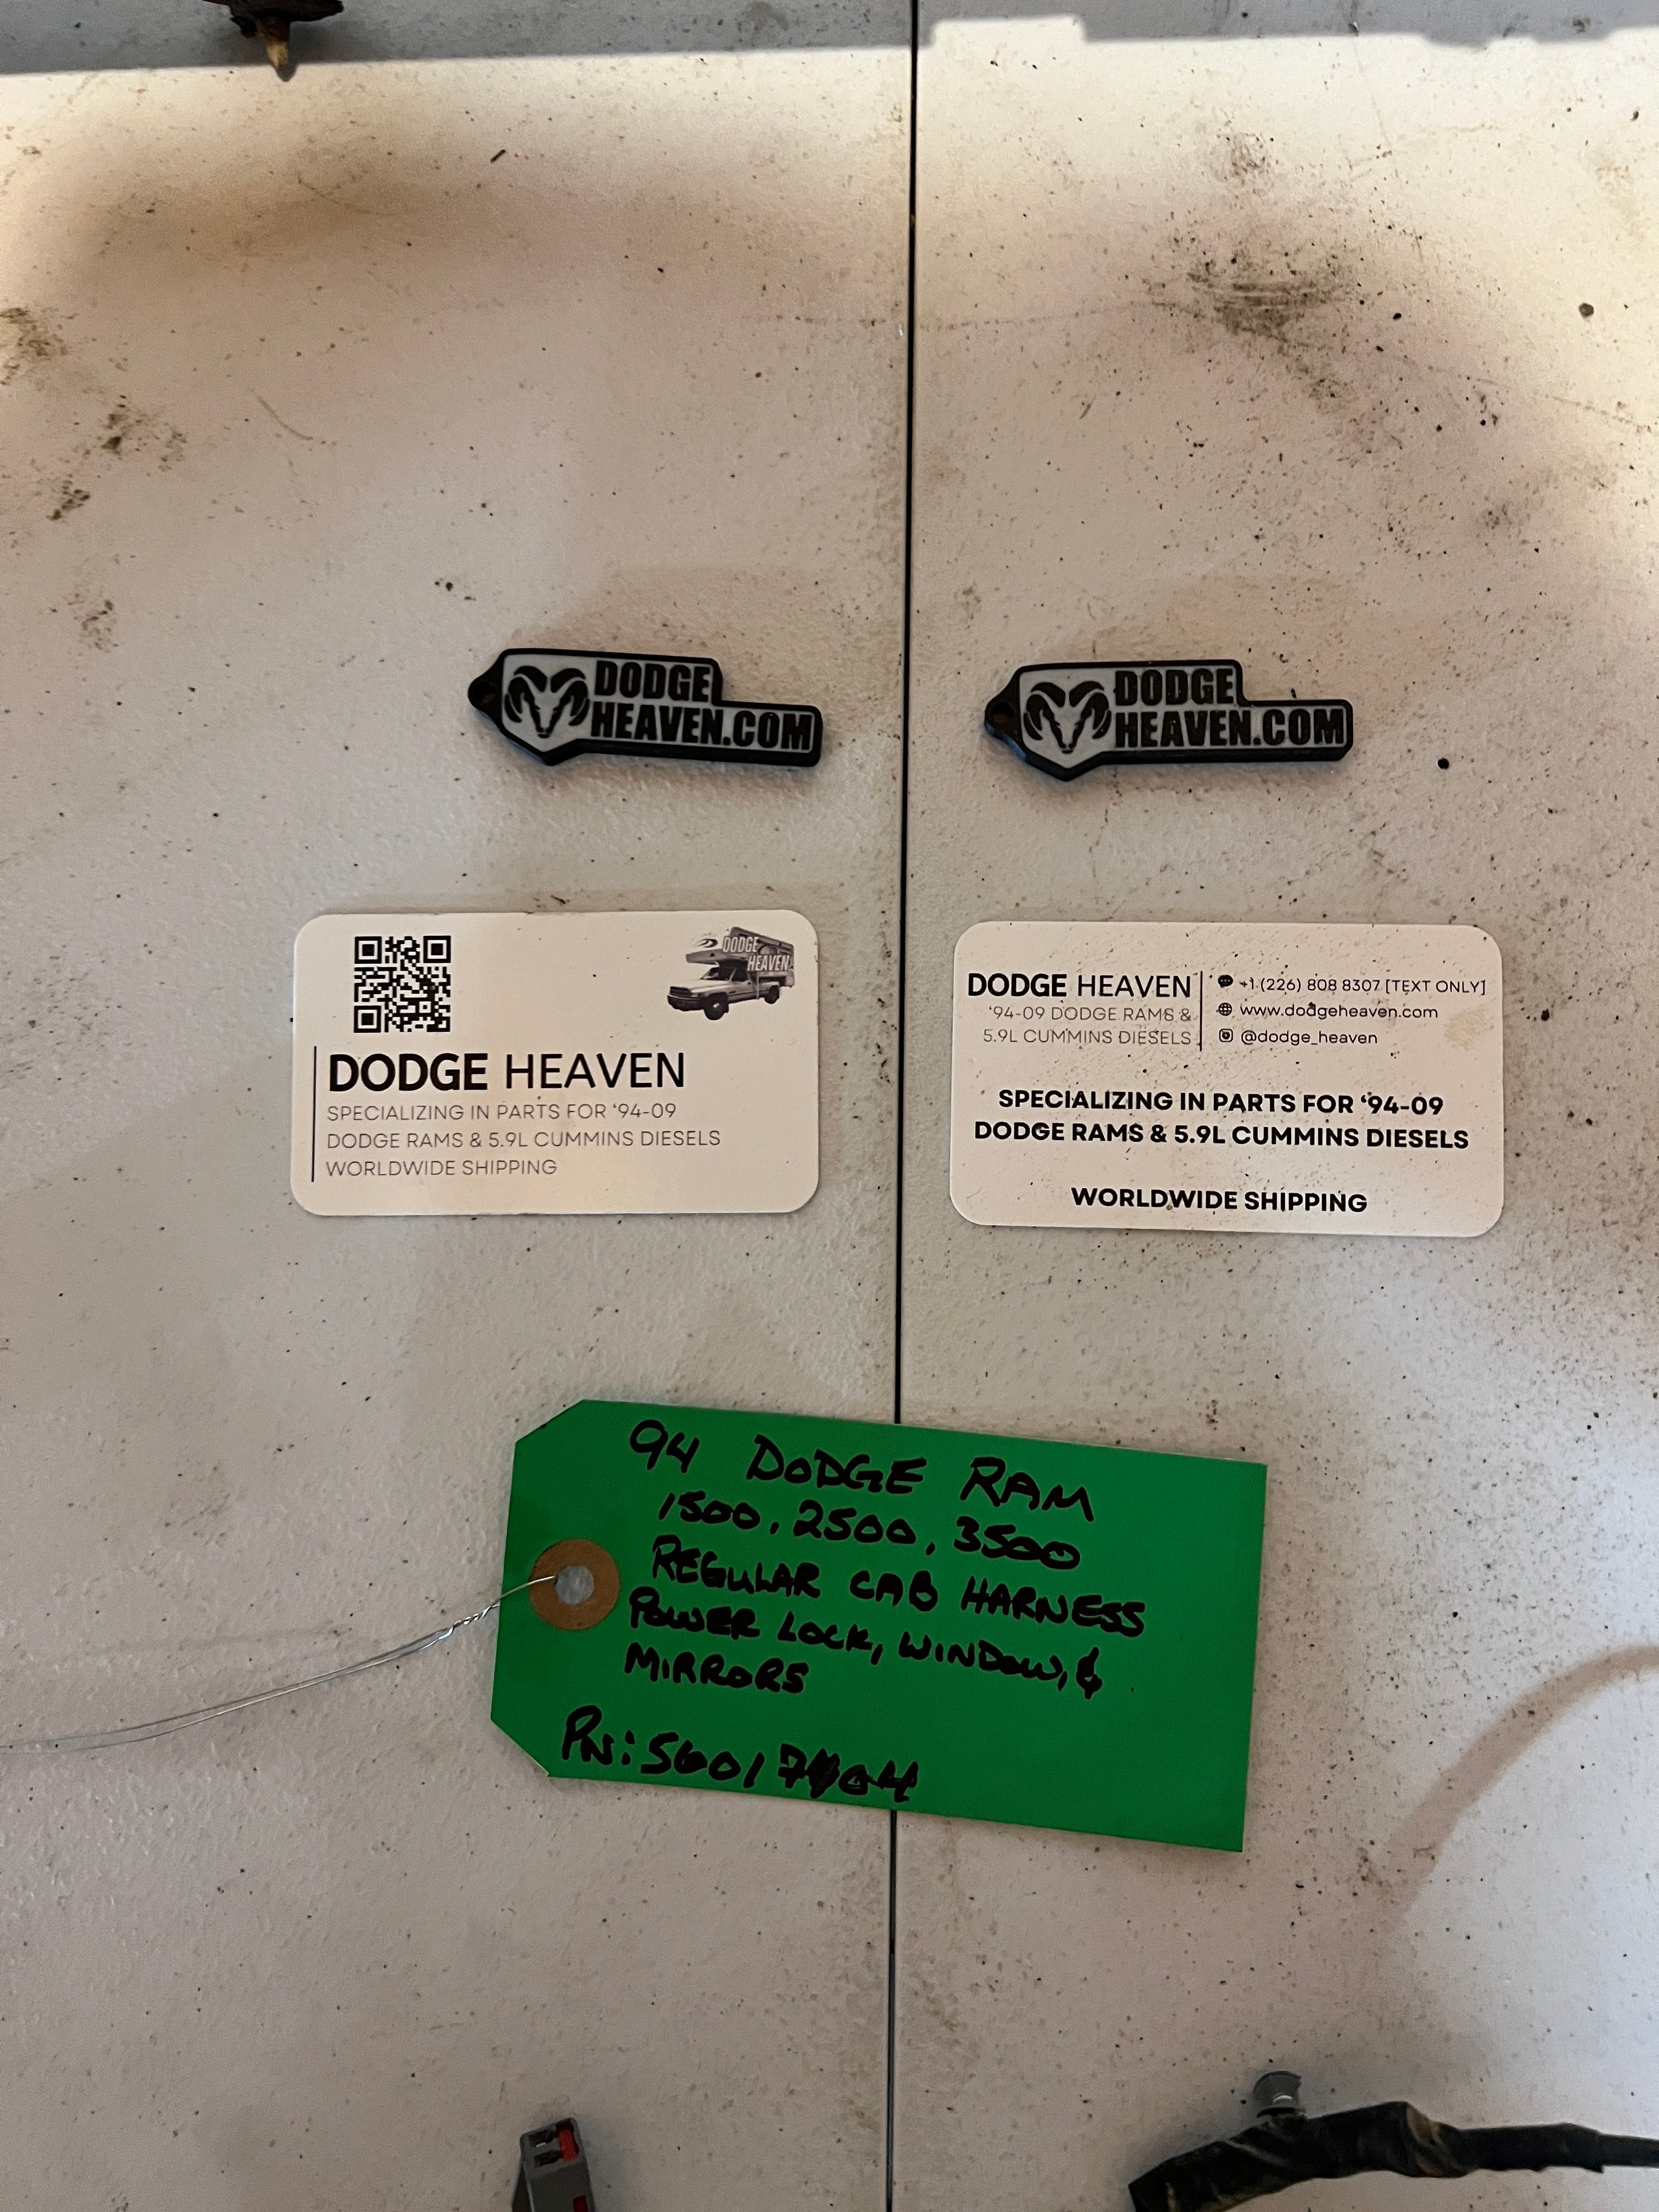 DODGE
HEAVEN.COM
DODGE
HEAVEN.COM
DODGE
HEAVEN
DODGE HEAVEN
SPECIALIZING IN PARTS FOR ‘94-09
DODGE RAMS & 5.9L CUMMINS DIESELS
WORLDWIDE SHIPPING
DODGE HEAVEN
‘94-09 DODGE RAMS &
5.9L CUMMINS DIESELS
+1 (226) 808 8307 [TEXT ONLY]
www.dodgeheaven.com
@dodge_heaven
SPECIALIZING IN PARTS FOR ‘94-09
DODGE RAMS & 5.9L CUMMINS DIESELS
WORLDWIDE SHIPPING
94 DODGE RAM
1500, 2500, 3500
REGULAR CAB HARNESS
POWER LOCK, WINDOW, &
MIRRORS
PN: